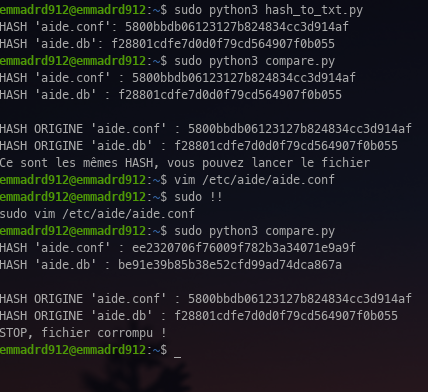 emmadrd912@emmadrd912:~$ sudo python3 hash_to_txt.py
HASH 'aide.conf': 5800bbdb06123127b824834cc3d914af
HASH 'aide.db': f28801cdfe7d0d0f79cd564907f0b055
emmadrd912@emmadrd912:~$ sudo python3 compare.py
HASH 'aide.conf' : 5800bbdb06123127b824834cc3d914af
HASH 'aide.db' : f28801cdfe7d0d0f79cd564907f0b055
HASH ORIGINE 'aide.conf' : 5800bbdb06123127b824834cc3d914af
HASH ORIGINE 'aide.db' : f28801cdfe7d0d0f79cd564907f0b055
Ce sont les mêmes HASH, vous pouvez lancer le fichier
emmadrd912@emmadrd912:~$ vim /etc/aide/aide.conf
emmadrd912@emmadrd912:~$ sudo !!
sudo vim /etc/aide/aide.conf
emmadrd912@emmadrd912:~$ sudo python3 compare.py
HASH 'aide.conf' : ee2320706f76009f782b3a34071e9a9f
HASH 'aide.db' : be91e39b85b38e52cfd99ad74dca867a
HASH ORIGINE 'aide.conf' : 5800bbdb06123127b824834cc3d914af
HASH ORIGINE 'aide.db' : f28801cdfe7d0d0f79cd564907f0b055
STOP, fichier corrompu !
emmadrd912@emmadrd912:~$ _